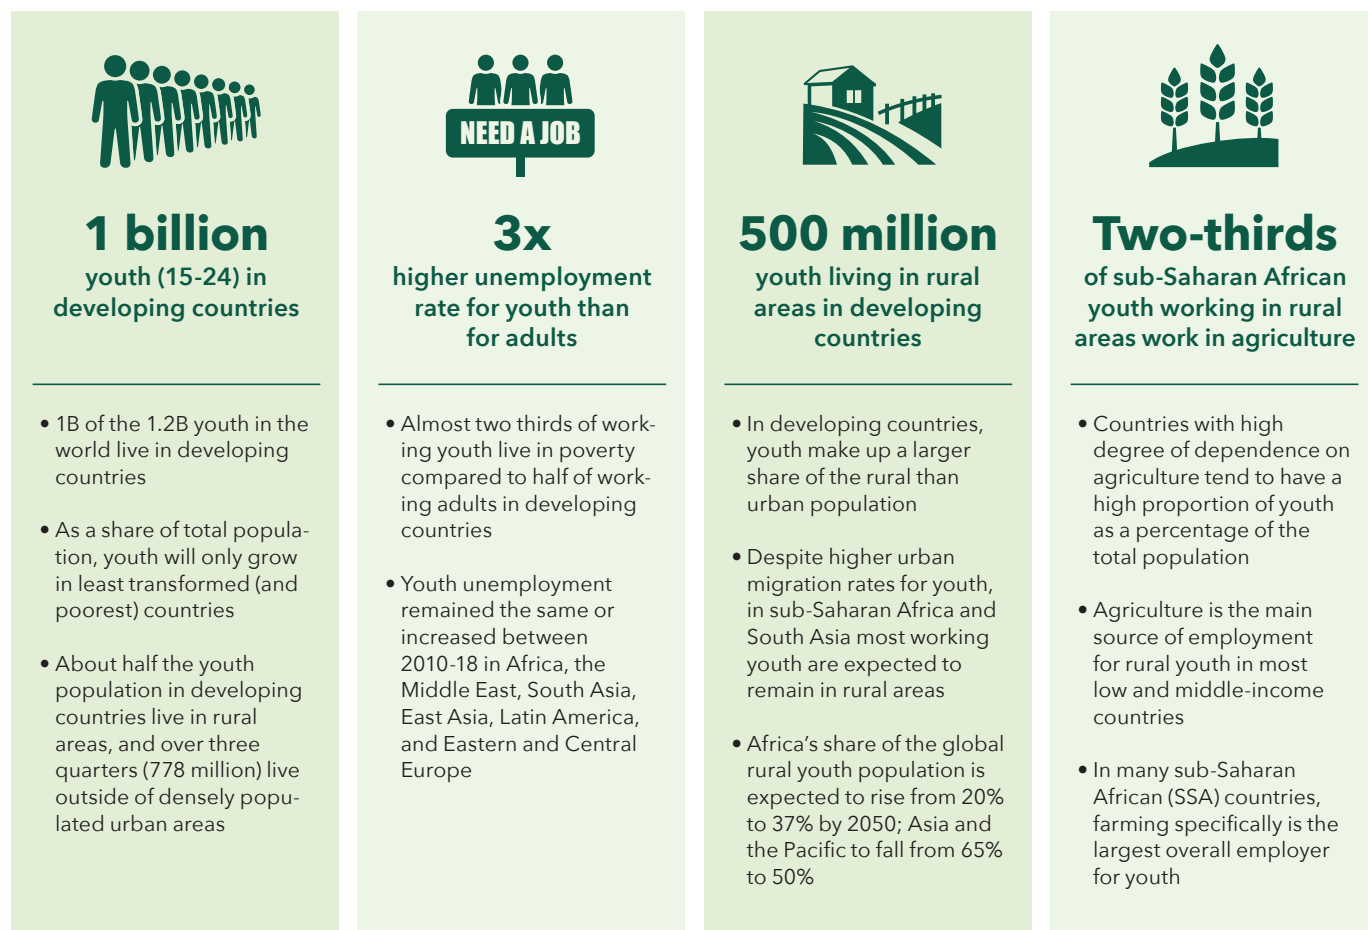 NEED A JOB
1 billion
youth (15-24) in
developing countries
• 1B of the 1.2B youth in the
world live in developing
countries
• As a share of total popula-
tion, youth will only grow
in least transformed (and
poorest) countries
• About half the youth
population in developing
countries live in rural
areas, and over three
quarters (778 million) live
outside of densely popu-
lated urban areas
3x
higher unemployment
rate for youth than
for adults
• Almost two thirds of work-
ing youth live in poverty
compared to half of work-
ing adults in developing
countries
• Youth unemployment
remained the same or
increased between
2010-18 in Africa, the
Middle East, South Asia,
East Asia, Latin America,
and Eastern and Central
Europe
500 million
youth living in rural
areas in developing
countries
• In developing countries,
youth make up a larger
share of the rural than
urban population
• Despite higher urban
migration rates for youth,
in sub-Saharan Africa and
South Asia most working
youth are expected to
remain in rural areas
• Africa’s share of the global
rural youth population is
expected to rise from 20%
to 37% by 2050; Asia and
the Pacific to fall from 65%
to 50%
Two-thirds
of sub-Saharan African
youth working in rural
areas work in agriculture
• Countries with high
degree of dependence on
agriculture tend to have a
high proportion of youth
as a percentage of the
total population
• Agriculture is the main
source of employment
for rural youth in most
low and middle-income
countries
• In many sub-Saharan
African (SSA) countries,
farming specifically is the
largest overall employer
for youth